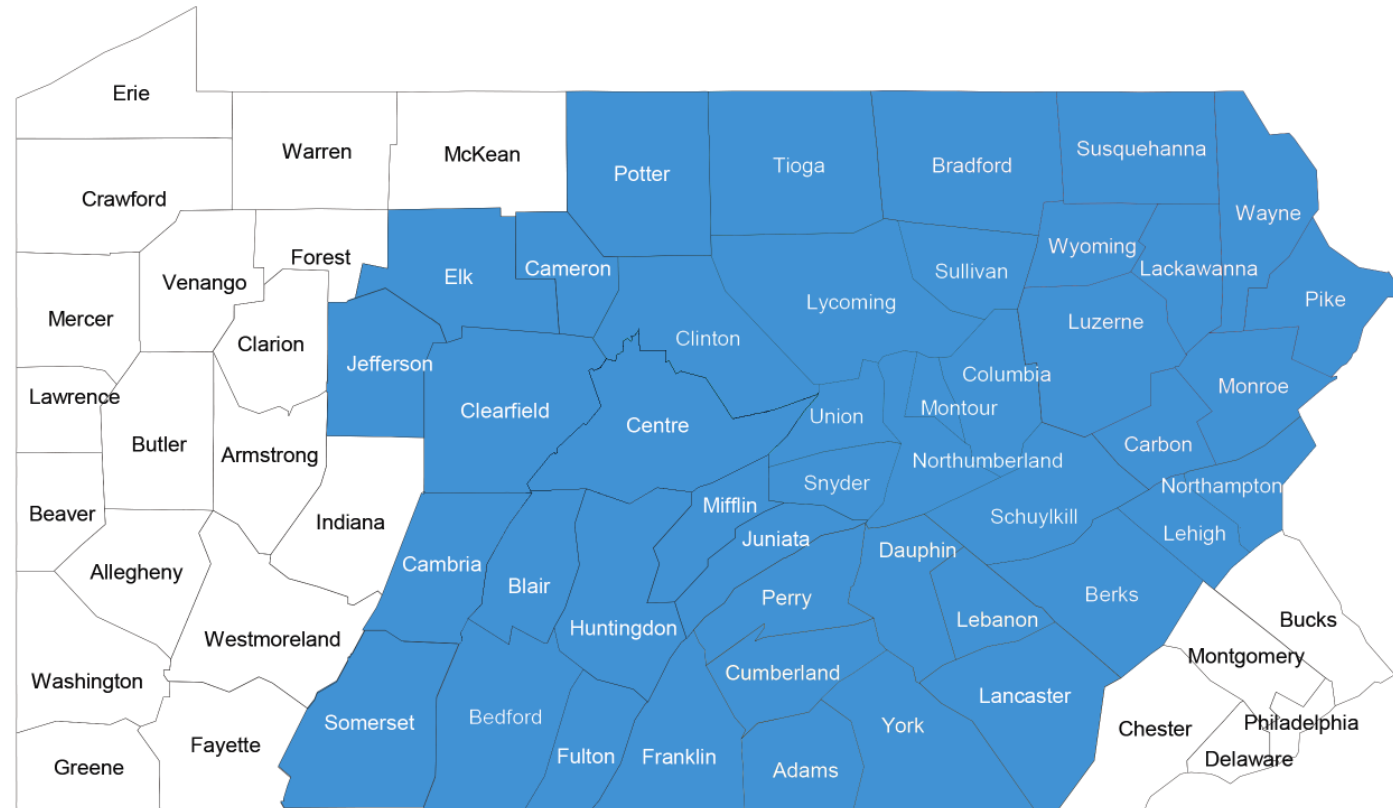 Erie
Warren
McKean
Potter
Tioga
Bradford
Susquehanna
Crawford
Wayne
Venango
Forest
Elk
Cameron
Lycoming
Sullivan
Wyoming
Lackawanna
Pike
Mercer
Clarion
Jefferson
Clinton
Luzerne
Lawrence
Butler
Armstrong
Clearfield
Centre
Union
Montour
Columbia
Monroe
Carbon
Beaver
Indiana
Mifflin
Snyder
Northumberland
Northampton
Schuylkill
Lehigh
Allegheny
Cambria
Blair
Juniata
Dauphin
Perry
Berks
Westmoreland
Huntingdon
Lebanon
Bucks
Washington
Cumberland
Montgomery
Somerset
Bedford
Lancaster
Greene
Fayette
Fulton
Franklin
Adams
York
Chester
Philadelphia
Delaware